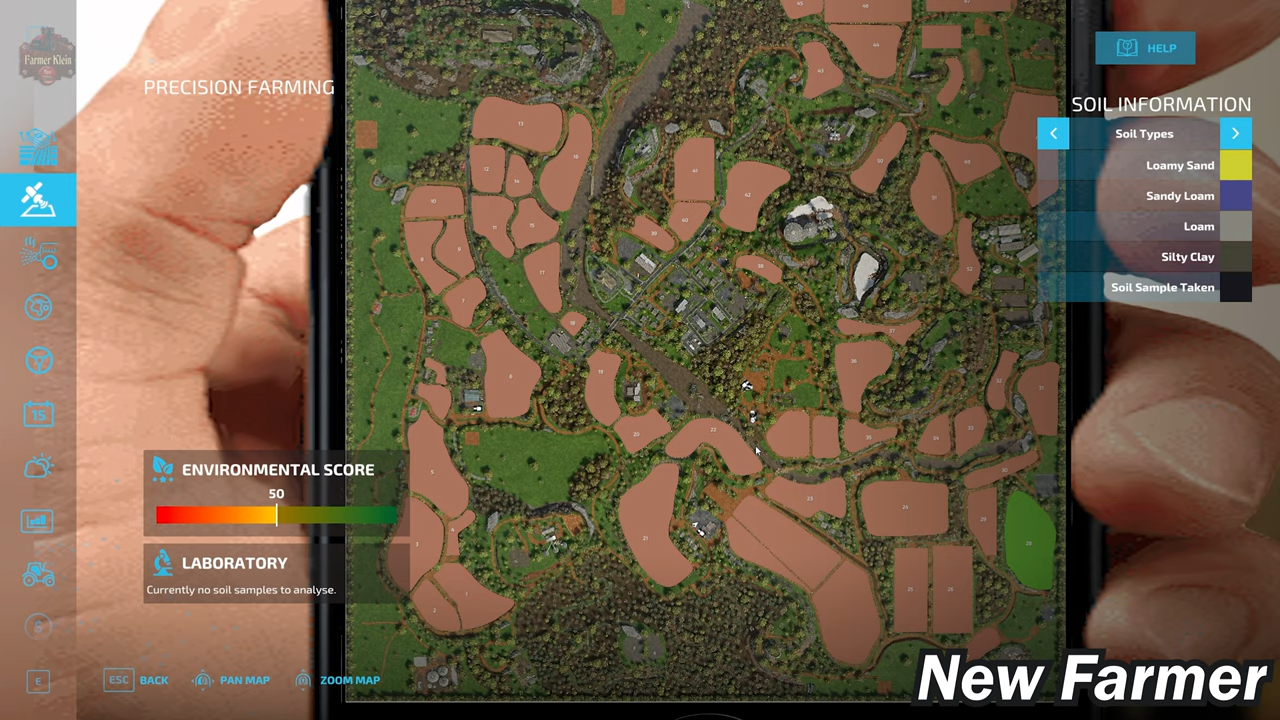 Farmer Klein
PRECISION FARMING
HELP
SOIL INFORMATION
Soil Types
Loamy Sand
Sandy Loam
Loam
Silty Clay
Soil Sample Taken
15
ENVIRONMENTAL SCORE
50
LABORATORY
Currently no soil samples to analyse.
E
ESC BACK PAN MAP ZOOM MAP
New Farmer